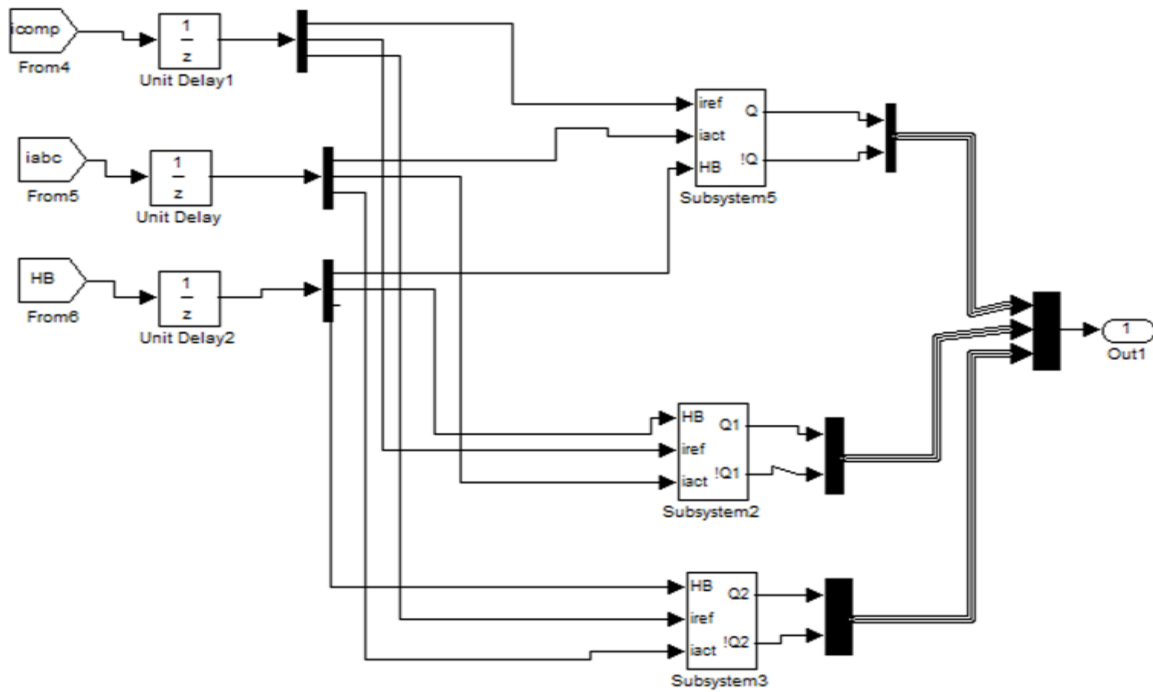 icomp
From4
1
z
Unit Delay1
iabc
From5
1
z
Unit Delay
HB
From6
1
z
Unit Delay2
iref
iact
HB
Q
!Q
Subsystem5
HB
iref
iact
Q1
!Q1
Subsystem2
HB
iref
iact
Q2
!Q2
Subsystem3
1
Out1